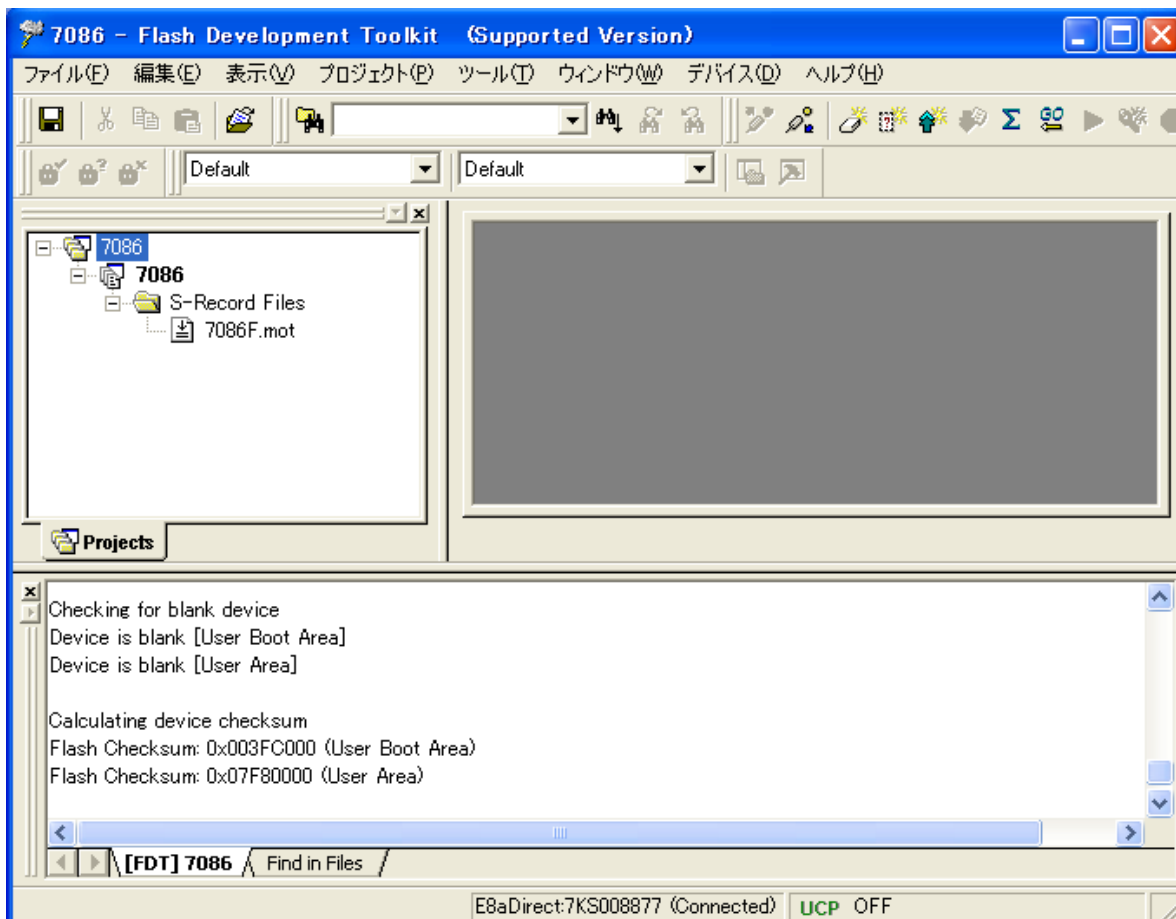 7086 - Flash Development Toolkit (Supported Version)
ファイル(F) 編集(E) 表示(V) プロジェクト(P) ツール(T) ウィンドウ(W) デバイス(D) ヘルプ(H)
GO
Default Default
7086
7086
S-Record Files
7086F.mot
Projects
Checking for blank device
Device is blank [User Boot Area]
Device is blank [User Area]
Calculating device checksum
Flash Checksum: 0x003FC000 (User Boot Area)
Flash Checksum: 0x07F80000 (User Area)
[FDT] 7086 Find in Files
E8aDirect:7KS008877 (Connected) UCP OFF